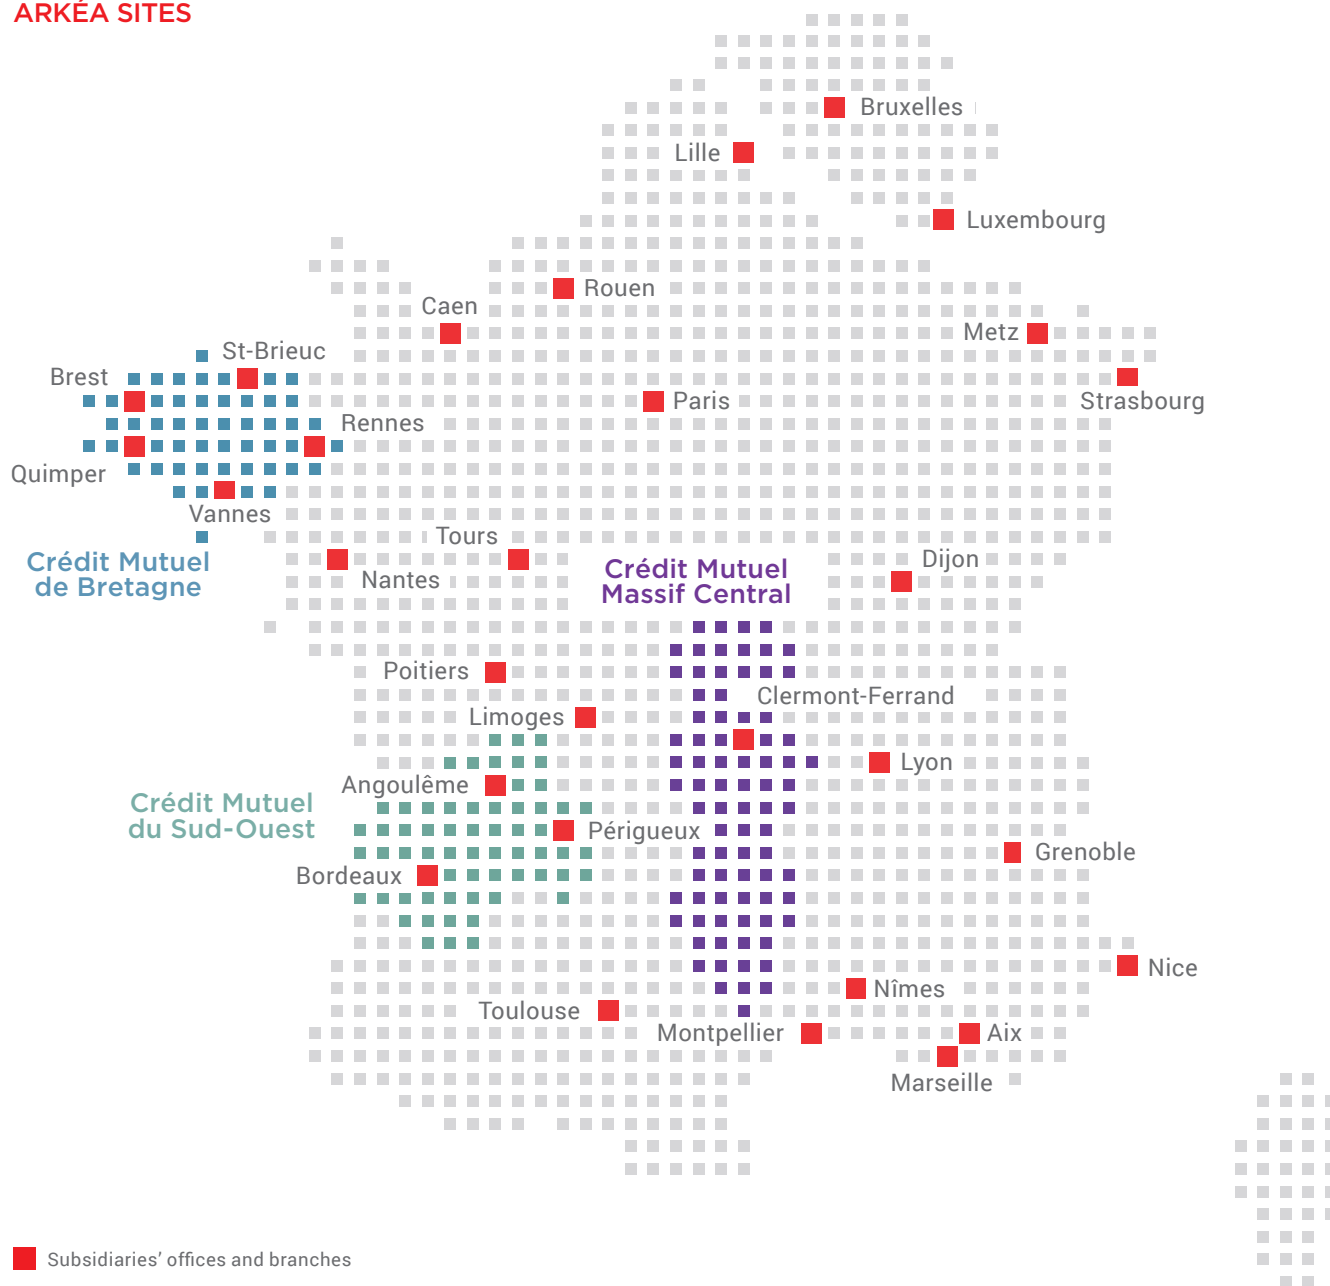 ARKÉA SITES
Bruxelles
Lille
Luxembourg
Rouen
Caen
Metz
St-Brieuc
Brest
Paris
Strasbourg
Rennes
Quimper
Vannes
Tours
Crédit Mutuel
de Bretagne
Nantes
Dijon
Crédit Mutuel
Massif Central
Poitiers
Clermont-Ferrand
Limoges
Lyon
Angoulême
Crédit Mutuel
du Sud-Ouest
Périgueux
Grenoble
Bordeaux
Nice
Nîmes
Toulouse
Montpellier
Aix
Marseille
Subsidiaries’ offices and branches